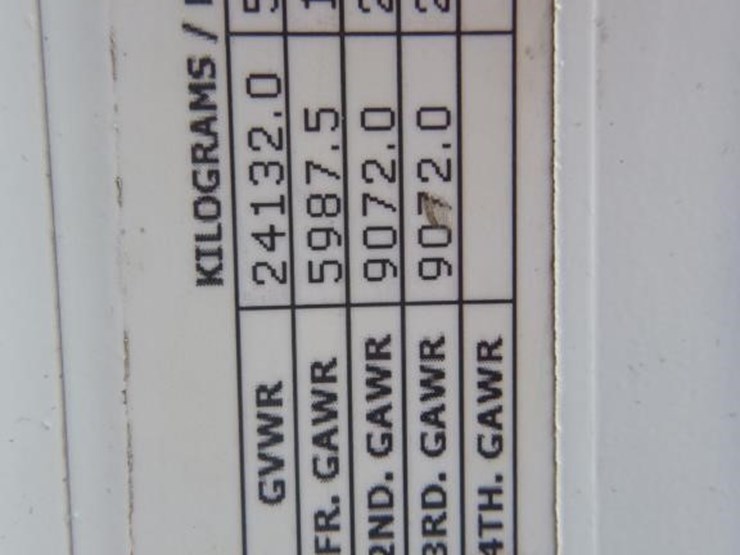 KILOGRAMS /
GVWR 24132.0
FR. GAWR 5987.5
2ND. GAWR 9072.0
3RD. GAWR 9072.0
4TH. GAWR